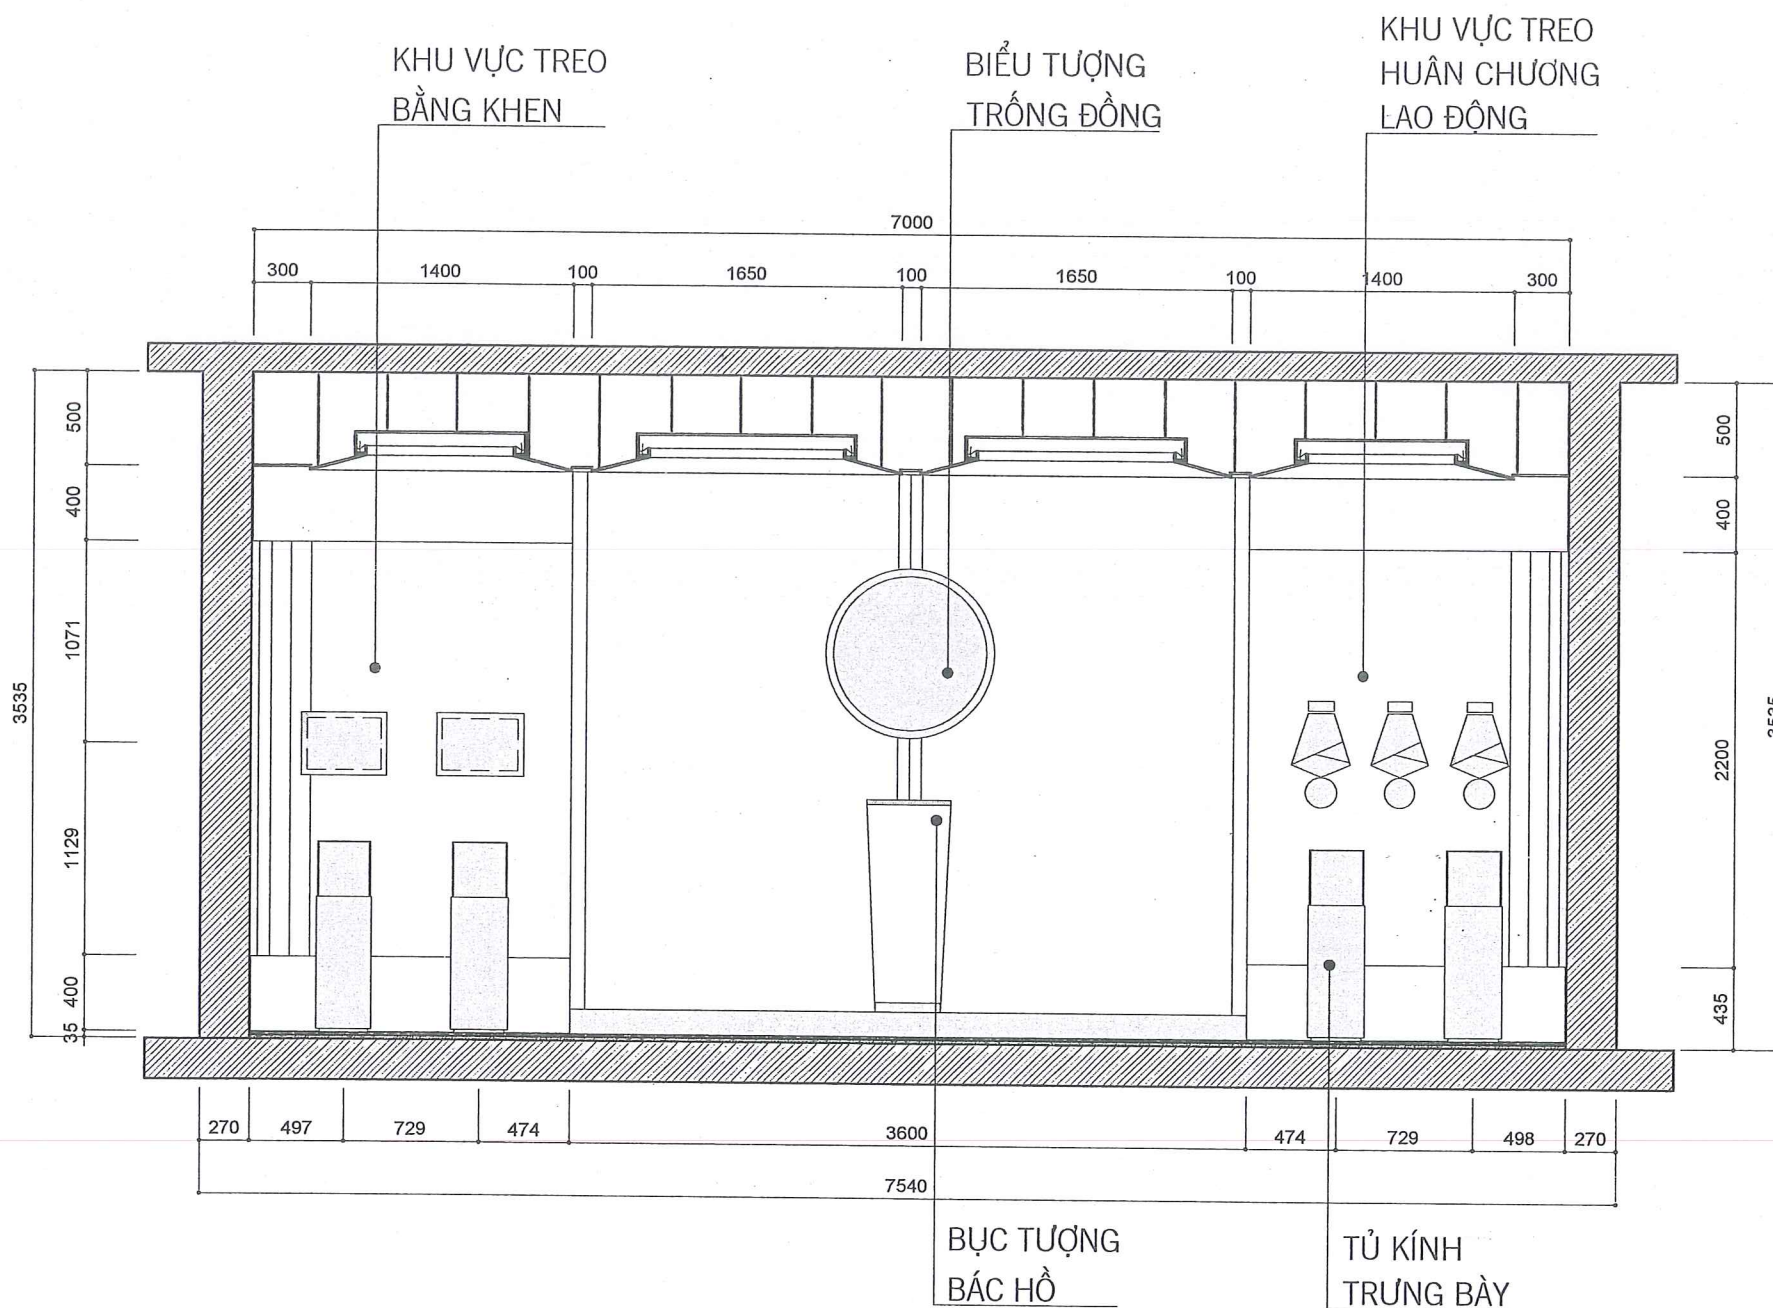 KHU VỰC TREO
BẰNG KHEN
BIỂU TƯỢNG
TRỐNG ĐỒNG
KHU VỰC TREO
HUÂN CHƯƠNG
LAO ĐỘNG
7000
300 1400 100 1650 100 1650 100 1400 300
500
400
1071
1129
400
35
3535
500
400
2200
435
270 497 729 474 3600 474 729 498 270
7540
BỤC TƯỢNG
BÁC HỒ
TỦ KÍNH
TRƯNG BÀY